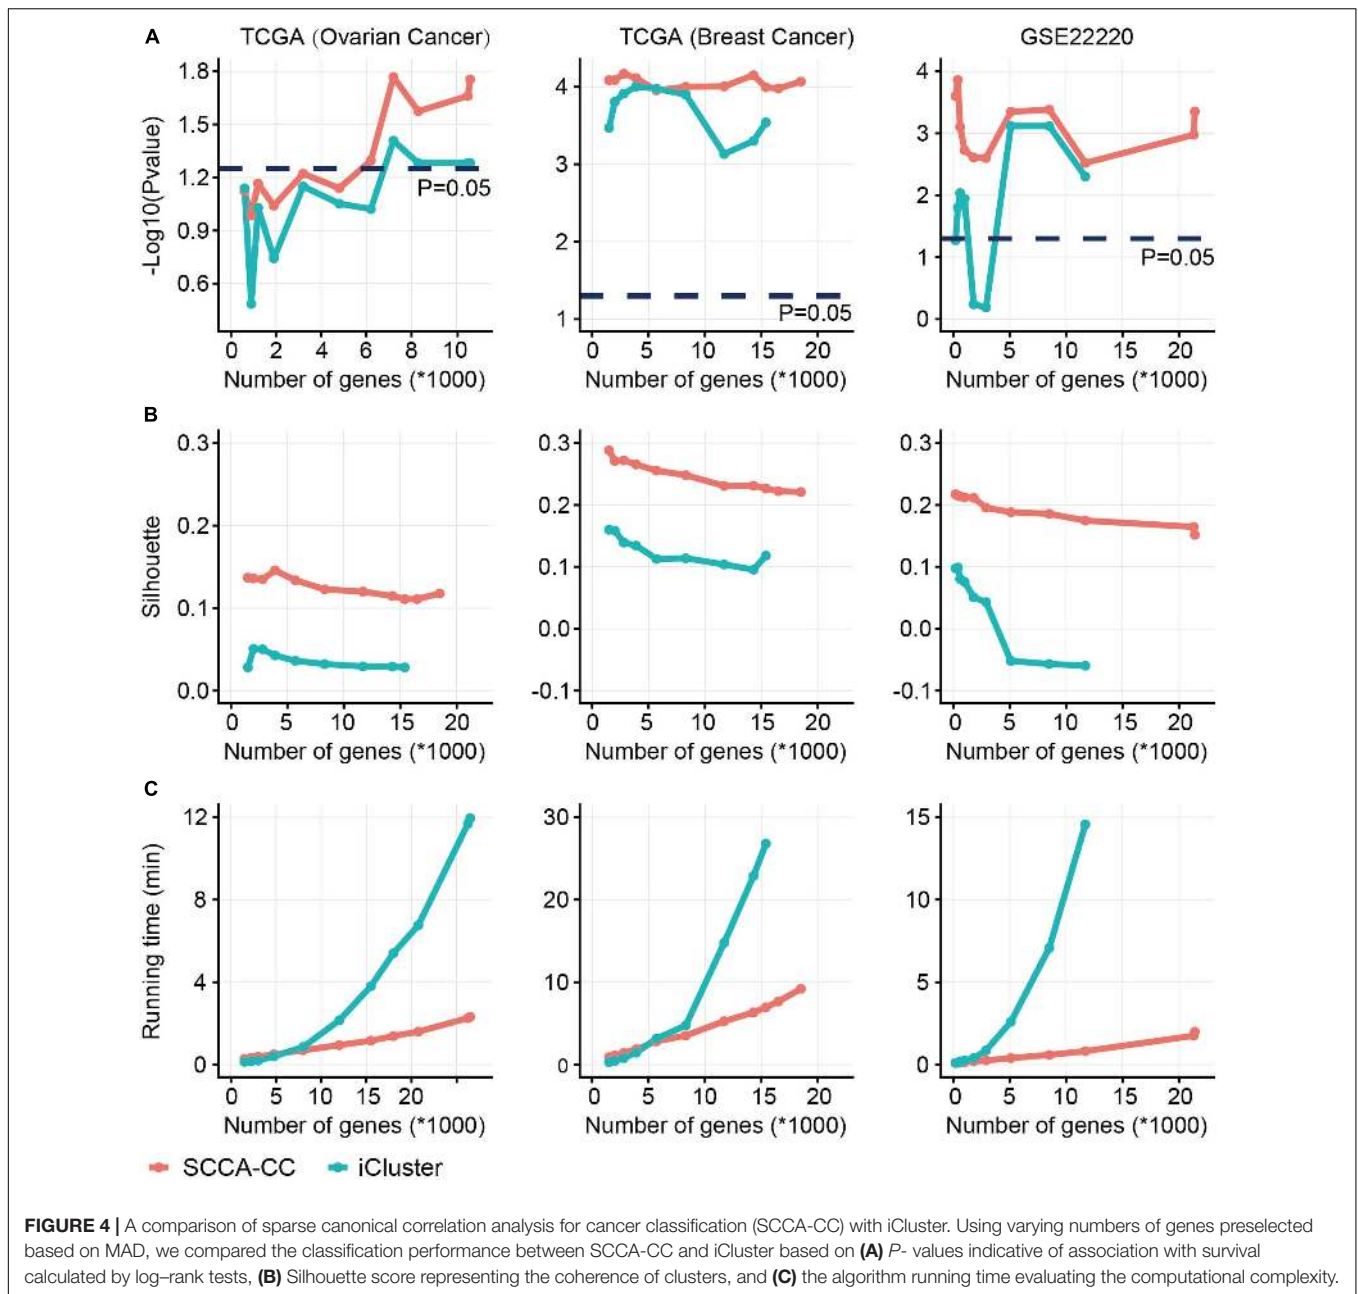 A TCGA (Ovarian Cancer) TCGA (Breast Cancer) GSE22220
-Log10(Pvalue)
1.8 4 4
1.5
1.2 3 3
0.9 2
0.6 2 1
1 0
P=0.05 P=0.05 P=0.05
0 2 4 6 8 10 0 5 10 15 20 0 5 10 15 20
Number of genes (*1000) Number of genes (*1000) Number of genes (*1000)
B
Silhouette
0.3 0.3 0.3
0.2 0.2 0.2
0.1 0.1 0.1
0.0 0.0 0.0
-0.1 -0.1
0 5 10 15 20 0 5 10 15 20 0 5 10 15 20
Number of genes (*1000) Number of genes (*1000) Number of genes (*1000)
C
Running time (min)
12 30 15
8 20 10
4 10 5
0 0 0
0 5 10 15 20 0 5 10 15 20 0 5 10 15 20
Number of genes (*1000) Number of genes (*1000) Number of genes (*1000)
SCCA-CC iCluster
FIGURE 4 | A comparison of sparse canonical correlation analysis for cancer classification (SCCA-CC) with iCluster. Using varying numbers of genes preselected
based on MAD, we compared the classification performance between SCCA-CC and iCluster based on (A) P- values indicative of association with survival
calculated by log–rank tests, (B) Silhouette score representing the coherence of clusters, and (C) the algorithm running time evaluating the computational complexity.